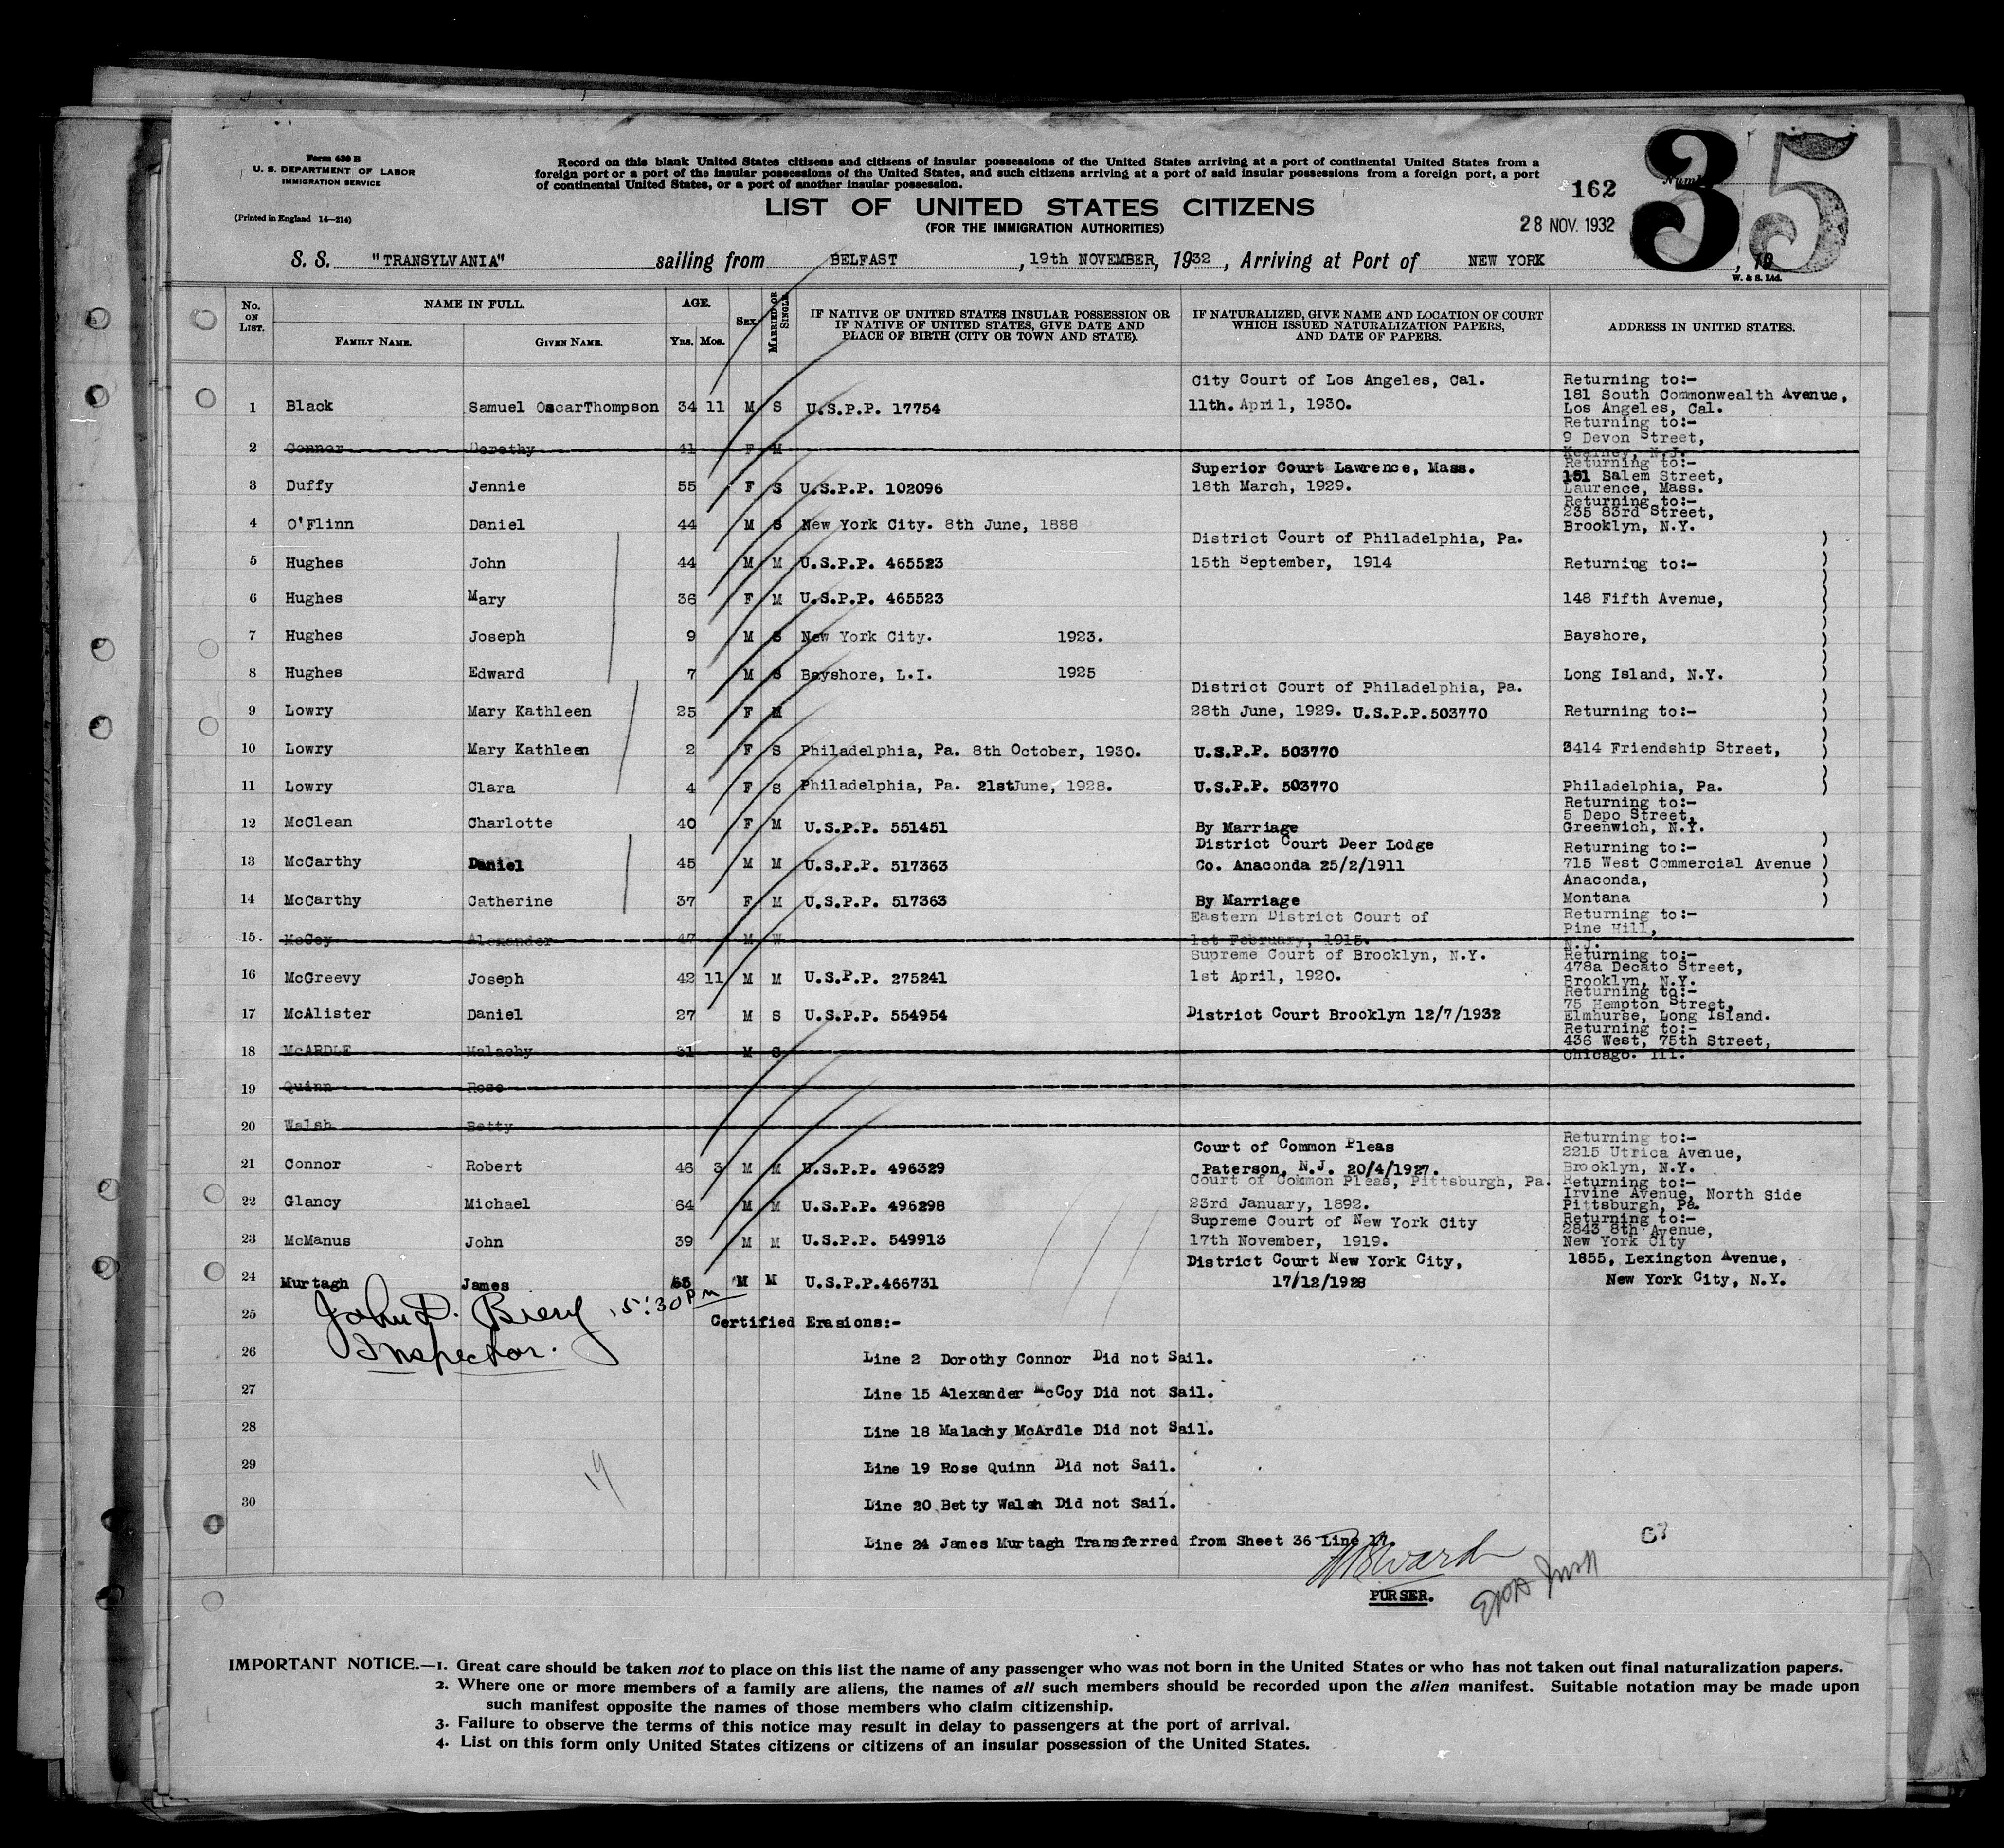 Form 630 B
U. S. DEPARTMENT OF LABOR
IMMIGRATION SERVICE
(Printed in England 14—214)
Record on this blank United States citizens and citizens of insular possessions of the United States arriving at a port of continental United States from a
foreign port or a port of the insular possessions of the United States, and such citizens arriving at a port of said insular possessions from a foreign port, a port
of continental United States, or a port of another insular possession.
LIST OF UNITED STATES CITIZENS
(FOR THE IMMIGRATION AUTHORITIES)
162
35
28 NOV. 1932
S. S. "TRANSYLVANIA" sailing from BELFAST, 19th NOVEMBER, 1932, Arriving at Port of NEW YORK, 19
W. & S. Ltd.
No. ON LIST. NAME IN FULL. AGE. SEX MARRIED OR SINGLE IF NATIVE OF UNITED STATES INSULAR POSSESSION OR IF NATIVE OF UNITED STATES, GIVE DATE AND PLACE OF BIRTH (CITY OR TOWN AND STATE). IF NATURALIZED, GIVE NAME AND LOCATION OF COURT WHICH ISSUED NATURALIZATION PAPERS, AND DATE OF PAPERS. ADDRESS IN UNITED STATES.
FAMILY NAME. GIVEN NAME. Yrs. Mos.
1 Black Samuel OscarThompson 34 11 M S U.S.P.P. 17754 City Court of Los Angeles, Cal. 11th. April, 1930. Returning to:- 181 South Commonwealth Avenue, Los Angeles, Cal.
2 Connor Dorothy 41 F M Returning to:- 9 Devon Street, Kearney, N.J.
3 Duffy Jennie 55 F S U.S.P.P. 102096 Superior Court Lawrence, Mass. 18th March, 1929. Returning to:- 151 Salem Street, Laurence, Mass.
4 O'Flinn Daniel 44 M S New York City. 8th June, 1888 Returning to:- 235 83rd Street, Brooklyn, N.Y.
5 Hughes John 44 M M U.S.P.P. 465523 District Court of Philadelphia, Pa. 15th September, 1914 Returning to:-
6 Hughes Mary 36 F M U.S.P.P. 465523 148 Fifth Avenue,
7 Hughes Joseph 9 M S New York City. 1923. Bayshore,
8 Hughes Edward 7 M S Bayshore, L.I. 1925 Long Island, N.Y.
9 Lowry Mary Kathleen 25 F M District Court of Philadelphia, Pa. 28th June, 1929. U.S.P.P.503770 Returning to:-
10 Lowry Mary Kathleen 2 F S Philadelphia, Pa. 8th October, 1930. U.S.P.P. 503770 3414 Friendship Street,
11 Lowry Clara 4 F S Philadelphia, Pa. 21stJune, 1928. U.S.P.P. 503770 Philadelphia, Pa.
12 McClean Charlotte 40 F M U.S.P.P. 551451 By Marriage Returning to:- 5 Depo Street, Greenwich, N.Y.
13 McCarthy Daniel 45 M M U.S.P.P. 517363 District Court Deer Lodge Co. Anaconda 25/2/1911 Returning to:- 715 West Commercial Avenue
14 McCarthy Catherine 37 F M U.S.P.P. 517363 By Marriage Anaconda, Montana
15. McCoy Alexander 47 M W Eastern District Court of 1st February, 1915. Returning to:- Pine Hill, N.J.
16 McGreevy Joseph 42 11 M M U.S.P.P. 275241 Supreme Court of Brooklyn, N.Y. 1st April, 1920. Returning to:- 478a Decato Street, Brooklyn, N.Y.
17 McAlister Daniel 27 M S U.S.P.P. 554954 District Court Brooklyn 12/7/1932 Returning to:- 75 Hempton Street, Elmhurse, Long Island.
18 McARDLE Malachy 31 M S Returning to:- 436 West, 75th Street, Chicago. Ill.
19 Quinn Rose
20 Walsh Betty
21 Connor Robert 46 3 M M U.S.P.P. 496329 Court of Common Pleas Paterson, N.J. 20/4/1927. Returning to:- 2215 Utrica Avenue, Brooklyn, N.Y.
22 Glancy Michael 64 M M U.S.P.P. 496298 Court of Common Pleas, Pittsburgh, Pa. 23rd January, 1892. Returning to:- Irvine Avenue, North Side Pittsburgh, Pa.
23 McManus John 39 M M U.S.P.P. 549913 Supreme Court of New York City 17th November, 1919. Returning to:- 2843 8th Avenue, New York City
24 Murtagh James M M U.S.P.P.466731 District Court New York City, 17/12/1928 1855, Lexington Avenue, New York City, N.Y.
John D. Biery 5:30 PM
Inspector.
25 Certified Erasions:-
26 Line 2 Dorothy Connor Did not Sail.
27 Line 15 Alexander McCoy Did not Sail.
28 Line 18 Malachy McArdle Did not Sail.
29 Line 19 Rose Quinn Did not Sail.
30 Line 20 Betty Walsh Did not Sail.
Line 24 James Murtagh Transferred from Sheet 36 Line 17.
PURSER.
IMPORTANT NOTICE.—1. Great care should be taken not to place on this list the name of any passenger who was not born in the United States or who has not taken out final naturalization papers.
2. Where one or more members of a family are aliens, the names of all such members should be recorded upon the alien manifest. Suitable notation may be made upon
such manifest opposite the names of those members who claim citizenship.
3. Failure to observe the terms of this notice may result in delay to passengers at the port of arrival.
4. List on this form only United States citizens or citizens of an insular possession of the United States.